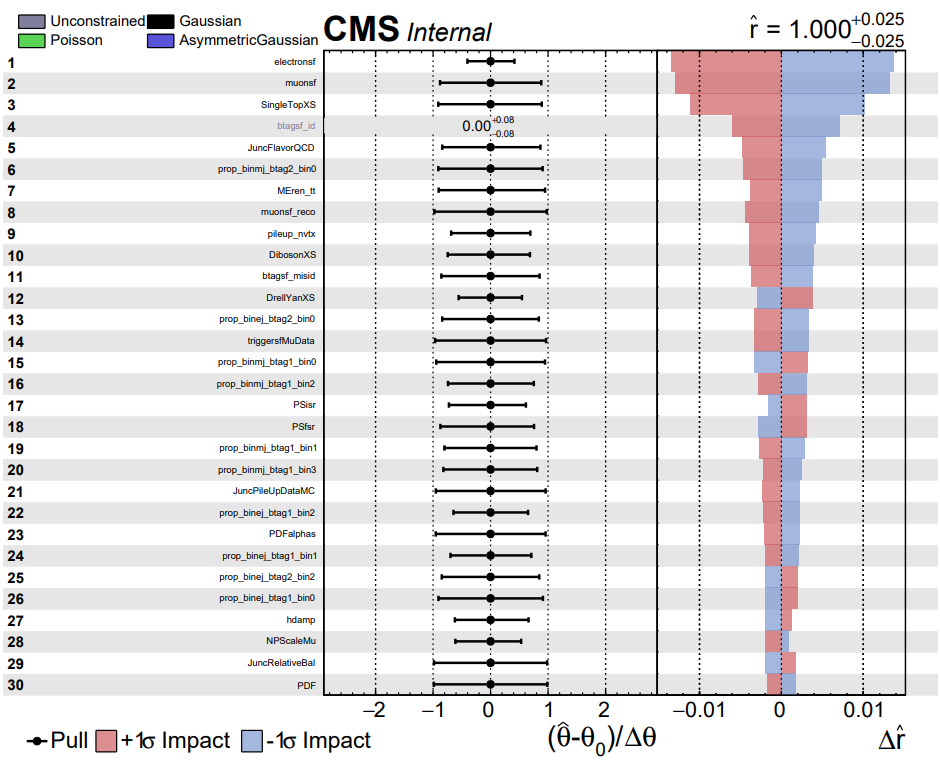 Unconstrained Gaussian
Poisson AsymmetricGaussian
CMS Internal
r̂ = 1.000 +0.025 −0.025
1 electronsf
2 muonsf
3 SingleTopXS
4 btagsf_id 0.00 +0.08 −0.08
5 JuncFlavorQCD
6 prop_binmj_btag2_bin0
7 MEren_tt
8 muonsf_reco
9 pileup_nvtx
10 DibosonXS
11 btagsf_misid
12 DrellYanXS
13 prop_binej_btag2_bin0
14 triggersfMuData
15 prop_binmj_btag1_bin0
16 prop_binmj_btag1_bin2
17 PSisr
18 PSfsr
19 prop_binmj_btag1_bin1
20 prop_binmj_btag1_bin3
21 JuncPileUpDataMC
22 prop_binej_btag1_bin2
23 PDFalphas
24 prop_binej_btag1_bin1
25 prop_binej_btag2_bin2
26 prop_binej_btag1_bin0
27 hdamp
28 NPScaleMu
29 JuncRelativeBal
30 PDF
−2 −1 0 1 2 −0.01 0 0.01
Pull +1σ Impact -1σ Impact (θ̂-θ0)/Δθ Δr̂